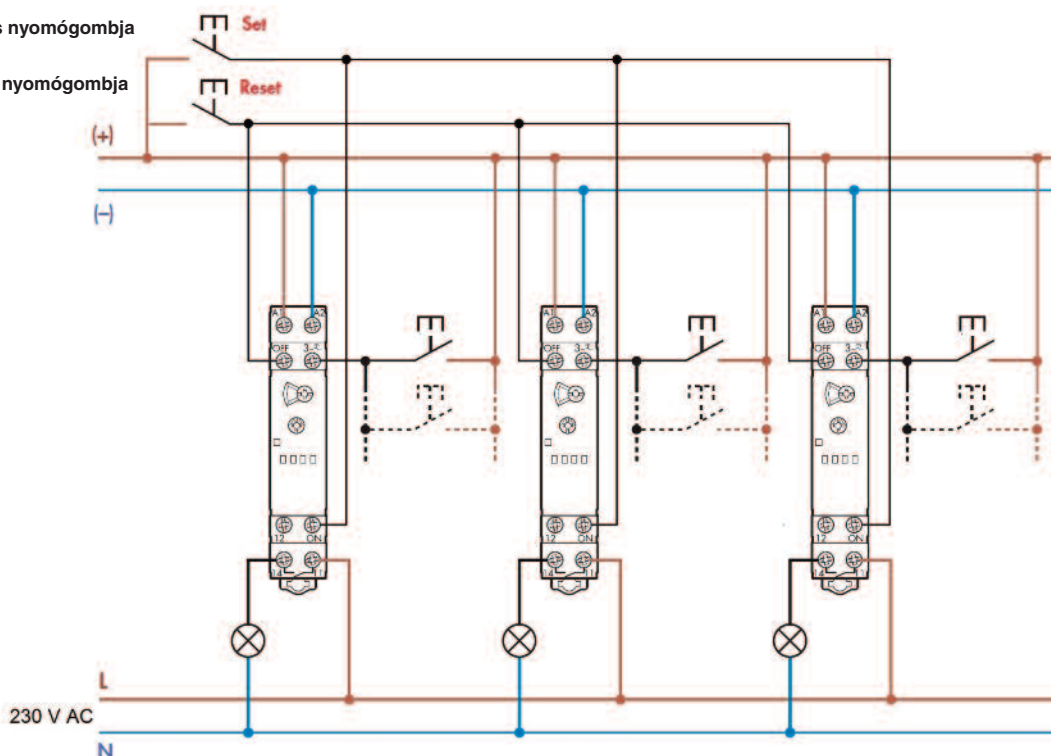 s nyomógombja
Set
nyomógombja
Reset
(+)
(−)
A1 A2
A1 A2
A1 A2
OFF
OFF
OFF
12 ON
12 ON
12 ON
14 11
14 11
14 11
L
230 V AC
N